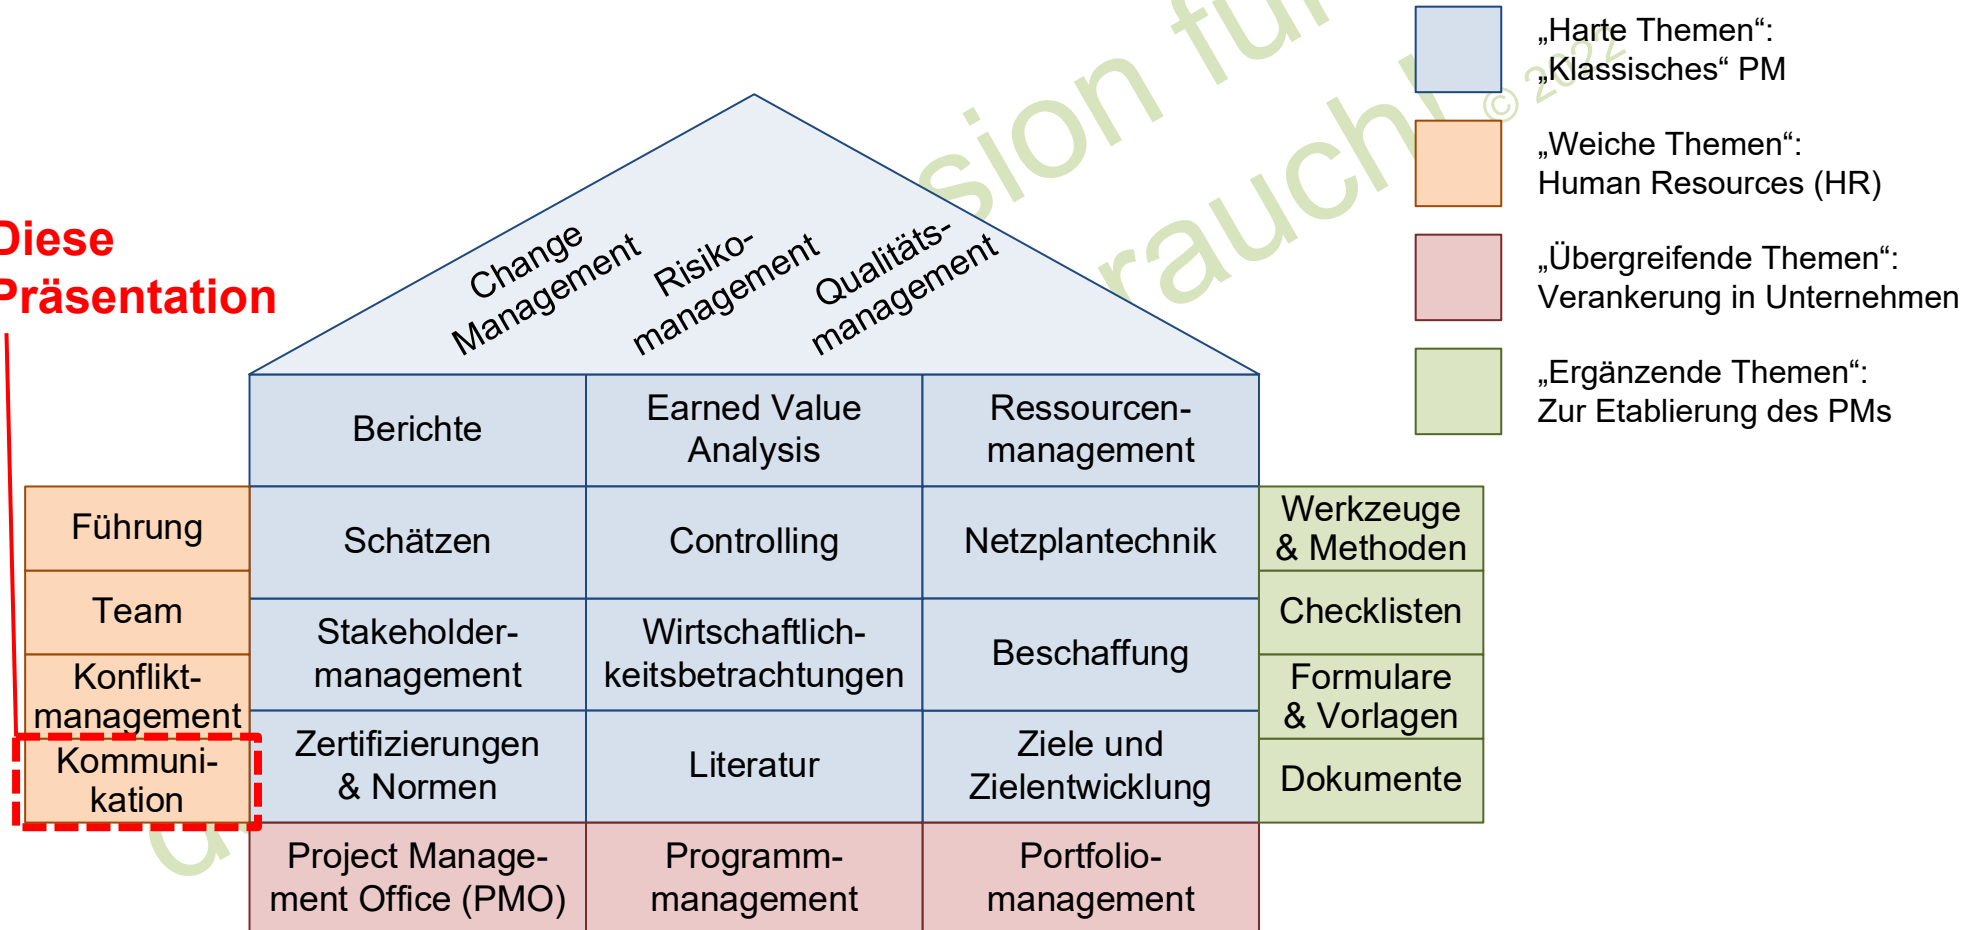 „Harte Themen“:
„Klassisches“ PM
„Weiche Themen“:
Human Resources (HR)
„Übergreifende Themen“:
Verankerung in Unternehmen
„Ergänzende Themen“:
Zur Etablierung des PMs
© 2022
Diese
Präsentation
Change
Management
Risiko-
management
Qualitäts-
management
Berichte
Earned Value
Analysis
Ressourcen-
management
Führung
Schätzen
Controlling
Netzplantechnik
Werkzeuge
& Methoden
Team
Stakeholder-
management
Wirtschaftlich-
keitsbetrachtungen
Beschaffung
Checklisten
Konflikt-
management
Formulare
& Vorlagen
Kommuni-
kation
Zertifizierungen
& Normen
Literatur
Ziele und
Zielentwicklung
Dokumente
Project Manage-
ment Office (PMO)
Programm-
management
Portfolio-
management